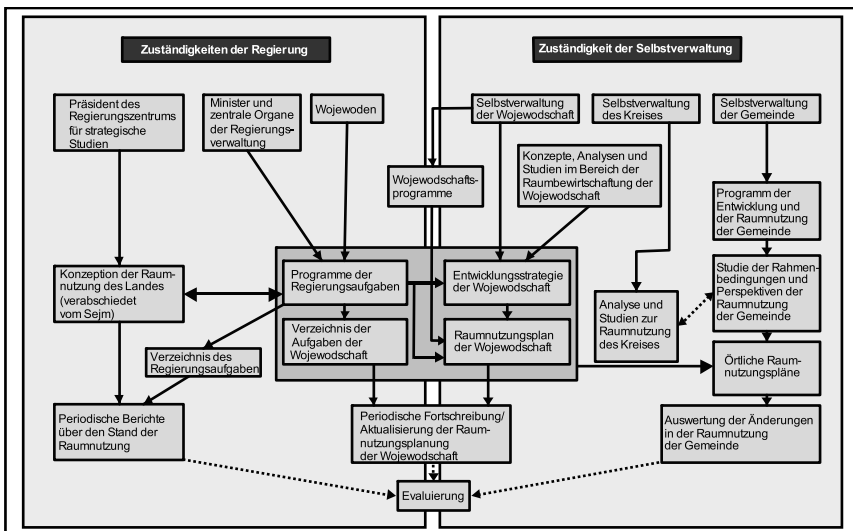 Zuständigkeiten der Regierung
Zuständigkeit der Selbstverwaltung
Präsident des
Regierungszentrums
für strategische
Studien
Minister und
zentrale Organe
der Regierungs-
verwaltung
Wojewoden
Selbstverwaltung
der Wojewodschaft
Selbstverwaltung
des Kreises
Selbstverwaltung
der Gemeinde
Wojewodschafts-
programme
Konzepte, Analysen und
Studien im Bereich der
Raumbewirtschaftung der
Wojewodschaft
Programm der
Entwicklung und
der Raumnutzung
der Gemeinde
Konzeption der Raum-
nutzung des Landes
(verabschiedet
vom Sejm)
Programme der
Regierungsaufgaben
Entwicklungsstrategie
der Wojewodschaft
Analyse und
Studien zur
Raumnutzung
des Kreises
Studie der Rahmen-
bedingungen und
Perspektiven der
Raumnutzung
der Gemeinde
Verzeichnis der
Aufgaben der
Wojewodschaft
Raumnutzungsplan
der Wojewodschaft
Verzeichnis des
Regierungsaufgaben
Örtliche Raum-
nutzungspläne
Periodische Berichte
über den Stand der
Raumnutzung
Periodische Fortschreibung/
Aktualisierung der Raum-
nutzungsplanung
der Wojewodschaft
Auswertung der Änderungen
in der Raumnutzung
der Gemeinde
Evaluierung